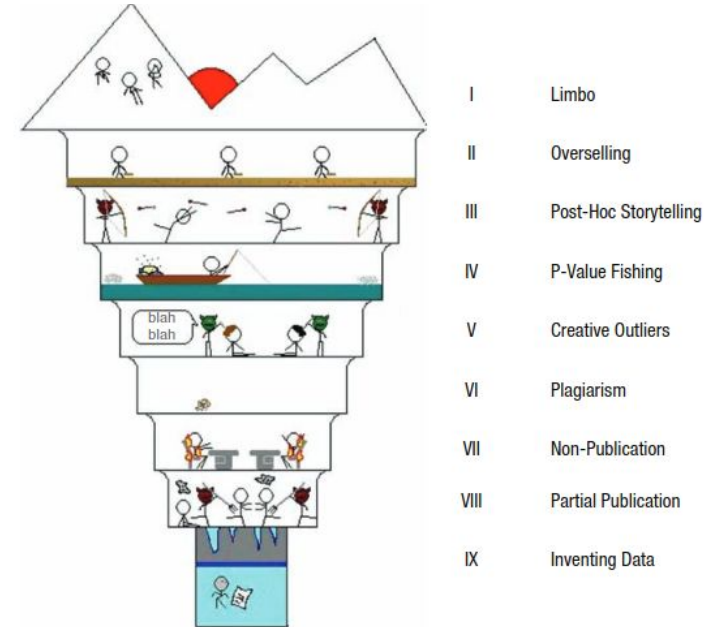 I Limbo
II Overselling
III Post-Hoc Storytelling
IV P-Value Fishing
blah
blah
V Creative Outliers
VI Plagiarism
VII Non-Publication
VIII Partial Publication
IX Inventing Data